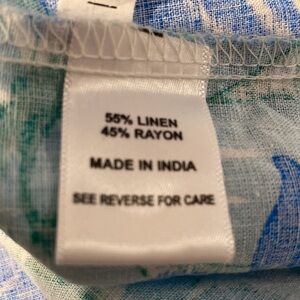 55% LINEN
45% RAYON
MADE IN INDIA
SEE REVERSE FOR CARE